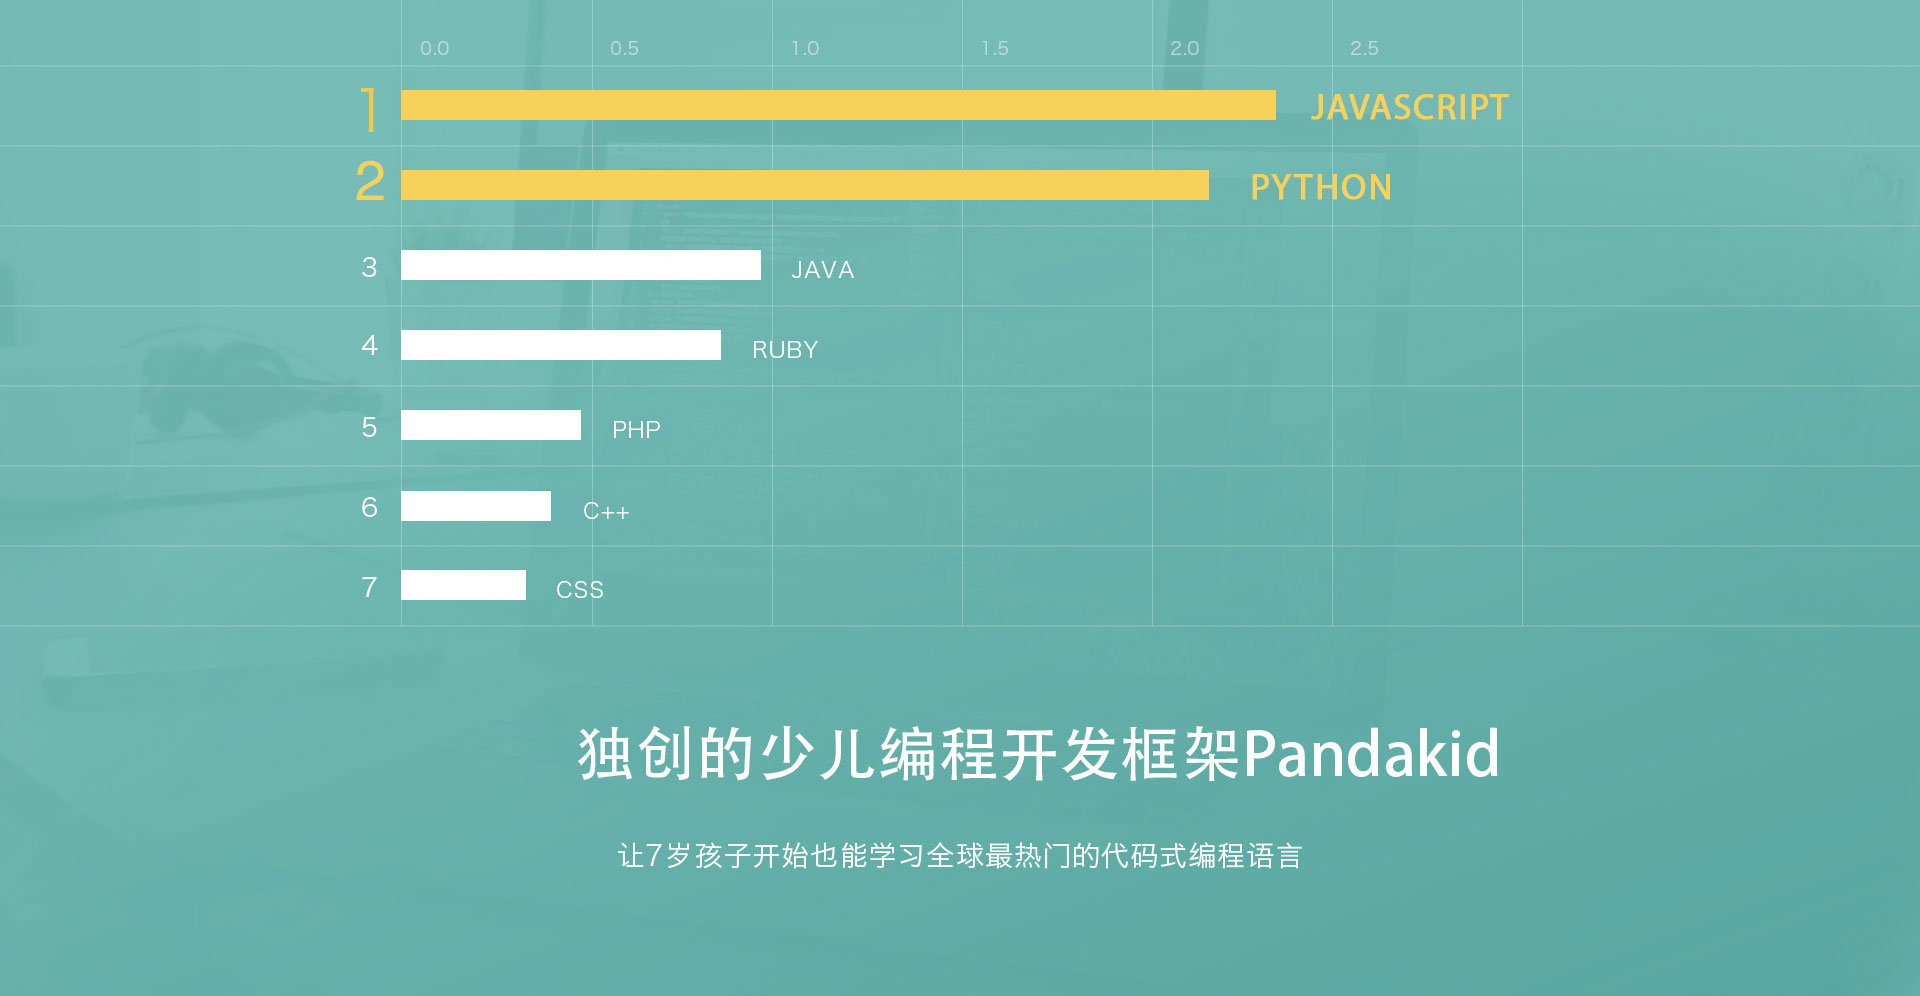 0.0 0.5 1.0 1.5 2.0 2.5
1 JAVASCRIPT
2 PYTHON
3 JAVA
4 RUBY
5 PHP
6 C++
7 CSS
独创的少儿编程开发框架Pandakid
让7岁孩子开始也能学习全球最热门的代码式编程语言